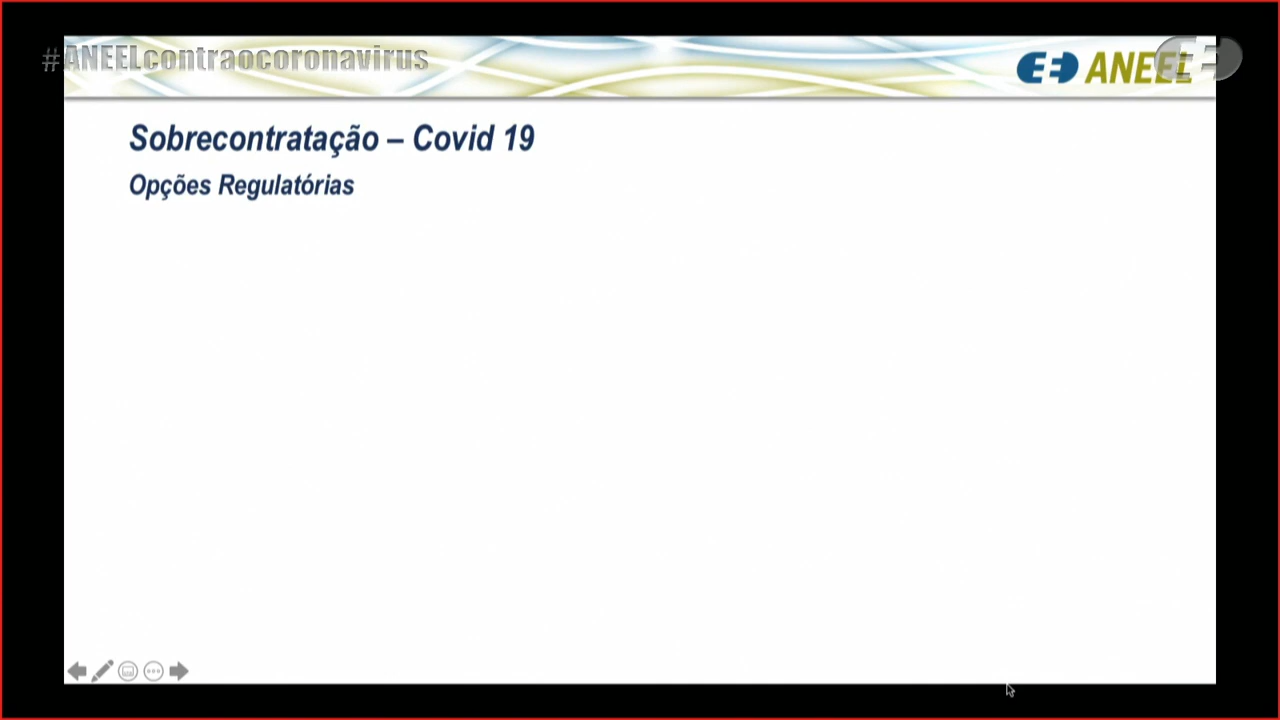 #ANEELcontraocoronavirus
ANEEL
Sobrecontratação – Covid 19
Opções Regulatórias